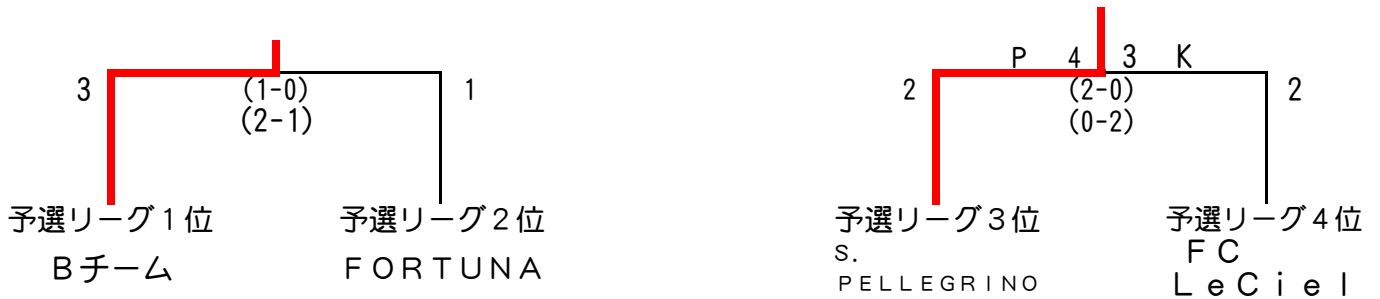 3
(1-0)
(2-1)
1
予選リーグ1位
Bチーム
予選リーグ2位
FORTUNA
P 4 3 K
2
(2-0)
(0-2)
2
予選リーグ3位
S.
PELLEGRINO
予選リーグ4位
FC
LeCiel